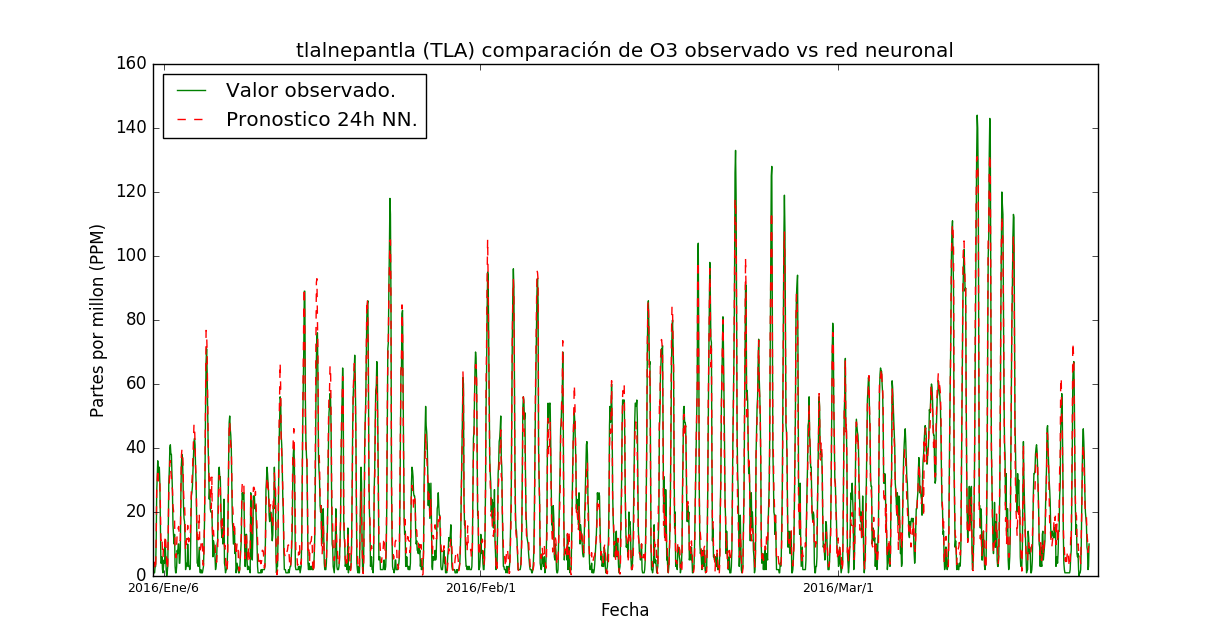 tlalnepantla (TLA) comparación de O3 observado vs red neuronal
Valor observado.
Pronostico 24h NN.
Partes por millon (PPM)
160
140
120
100
80
60
40
20
0
2016/Ene/6
2016/Feb/1
2016/Mar/1
Fecha